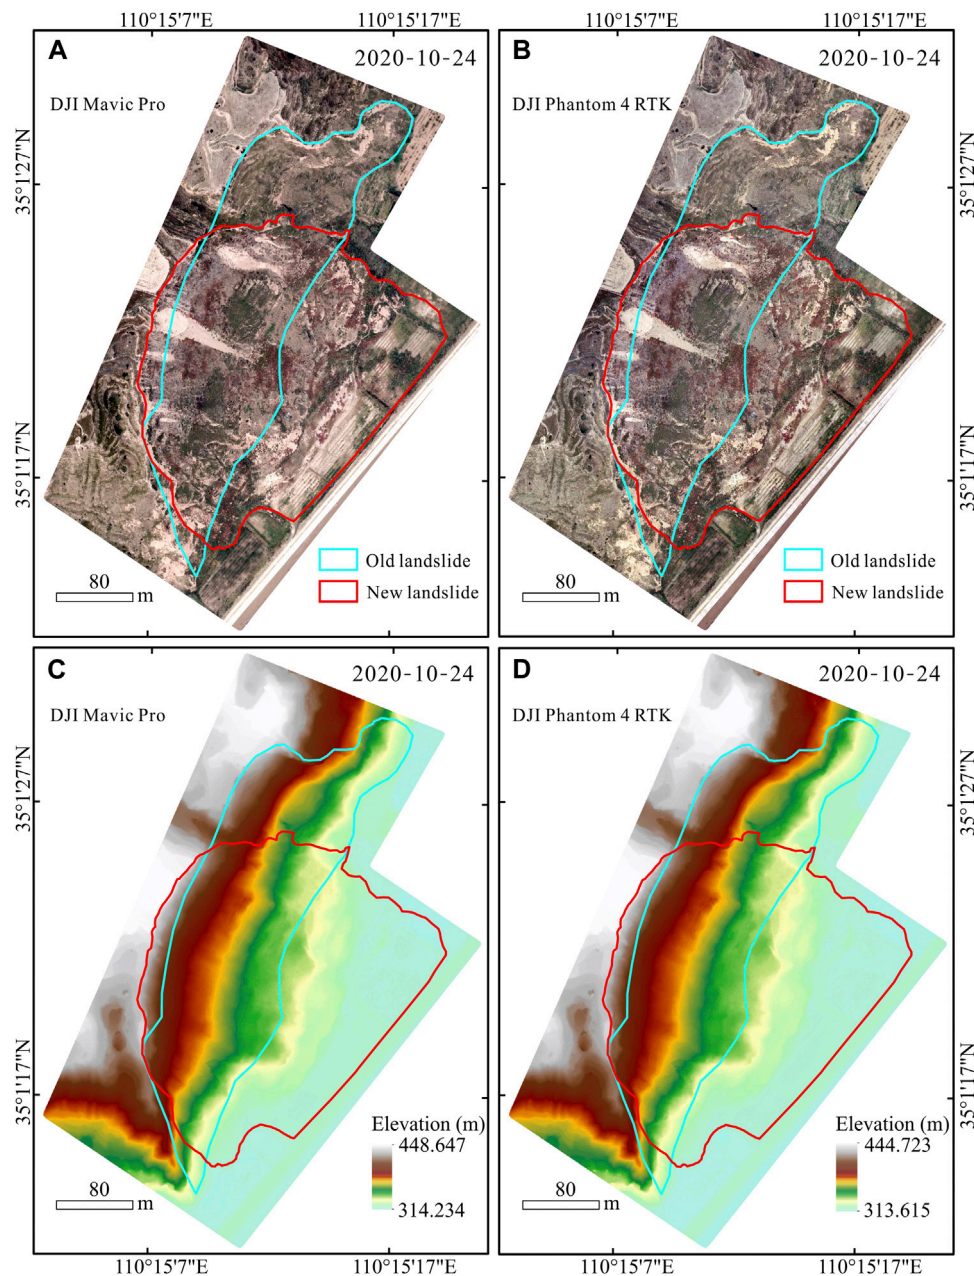 110°15'7"E
110°15'17"E
110°15'7"E
110°15'17"E
A
2020-10-24
DJI Mavic Pro
B
2020-10-24
DJI Phantom 4 RTK
35°1'27"N
35°1'27"N
35°1'17"N
35°1'17"N
Old landslide
New landslide
80
m
Old landslide
New landslide
80
m
C
2020-10-24
DJI Mavic Pro
D
2020-10-24
DJI Phantom 4 RTK
35°1'27"N
35°1'27"N
35°1'17"N
35°1'17"N
Elevation (m)
448.647
314.234
80
m
Elevation (m)
444.723
313.615
80
m
110°15'7"E
110°15'17"E
110°15'7"E
110°15'17"E